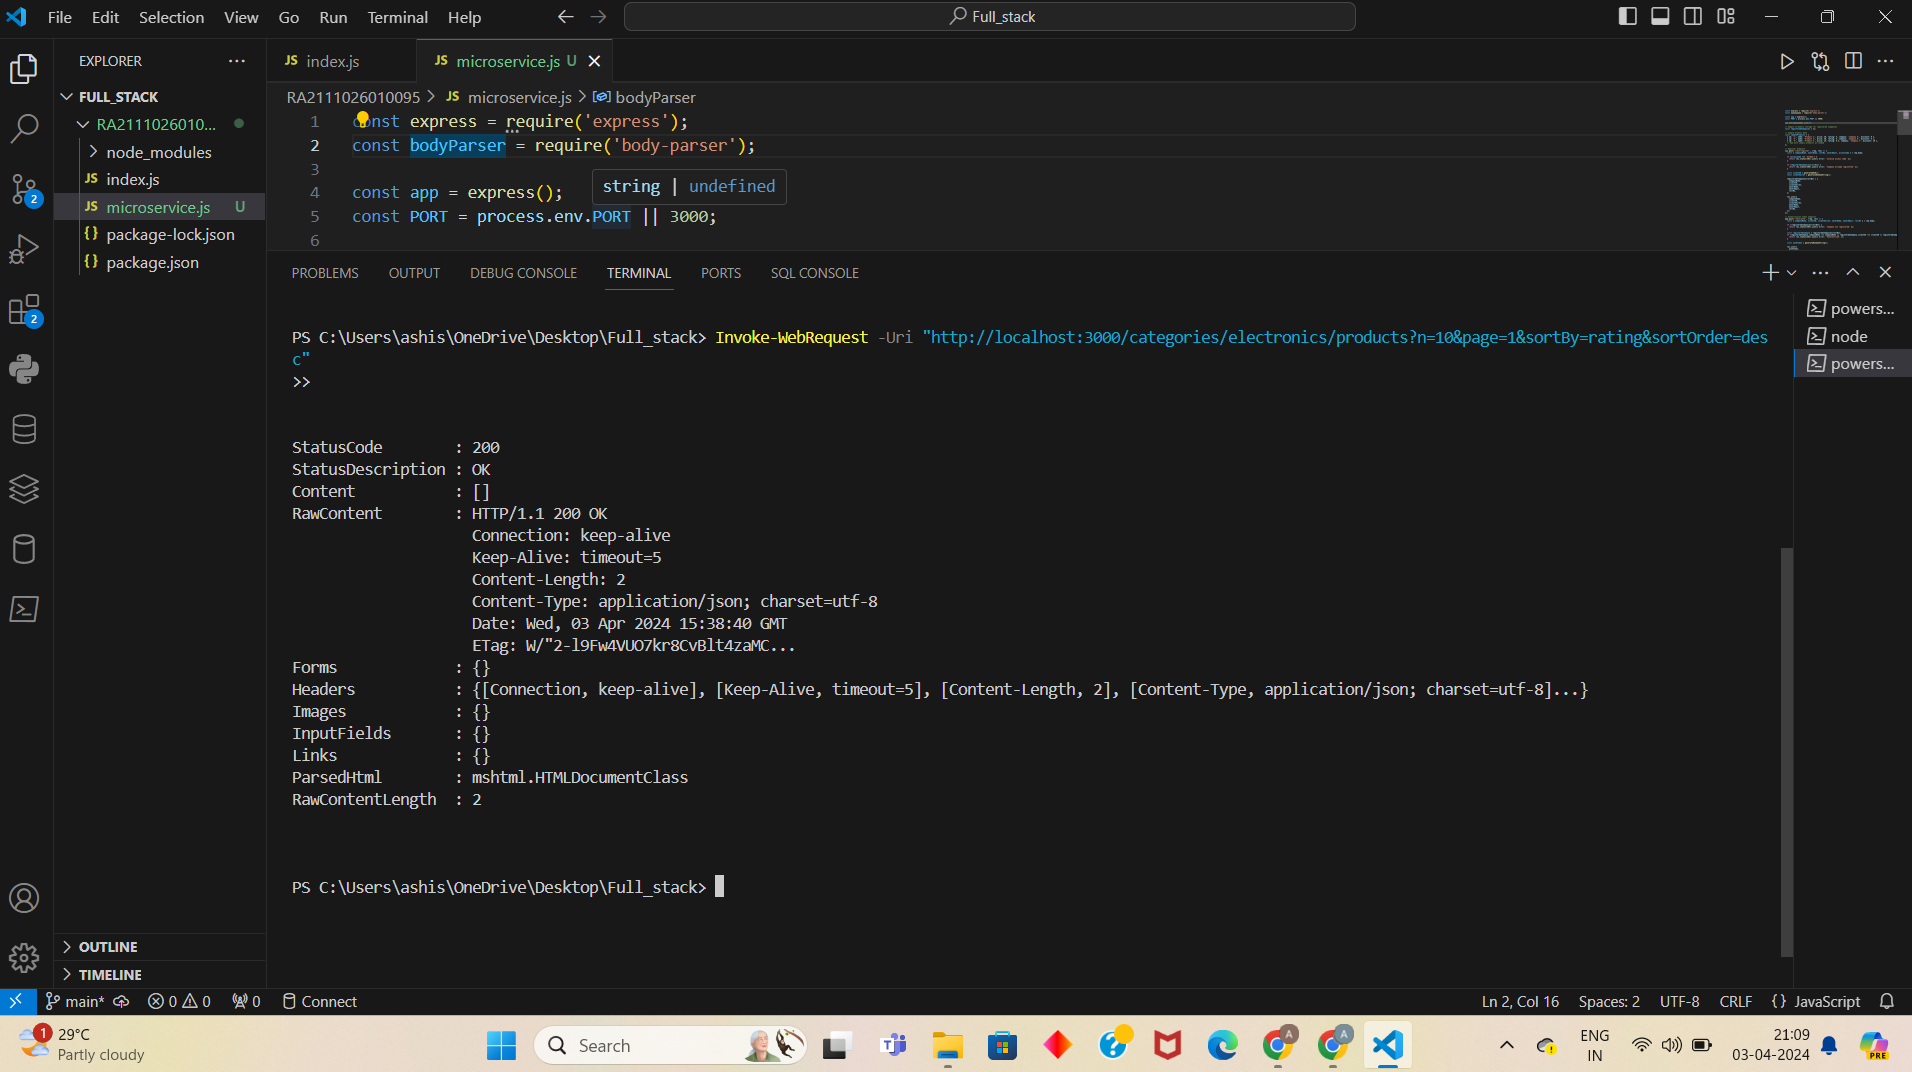 File Edit Selection View Go Run Terminal Help
Full_stack
EXPLORER
FULL_STACK
RA2111026010...
node_modules
JS index.js
JS microservice.js U
{} package-lock.json
{} package.json
OUTLINE
TIMELINE
2
2
JS index.js
JS microservice.js U
RA2111026010095 > JS microservice.js > bodyParser
1 const express = require('express');
2 const bodyParser = require('body-parser');
3
4 const app = express();
string | undefined
5 const PORT = process.env.PORT || 3000;
6
PROBLEMS OUTPUT DEBUG CONSOLE TERMINAL PORTS SQL CONSOLE
powers...
node
powers...
PS C:\Users\ashis\OneDrive\Desktop\Full_stack> Invoke-WebRequest -Uri "http://localhost:3000/categories/electronics/products?n=10&page=1&sortBy=rating&sortOrder=des
c"
>>
StatusCode : 200
StatusDescription : OK
Content : []
RawContent : HTTP/1.1 200 OK
Connection: keep-alive
Keep-Alive: timeout=5
Content-Length: 2
Content-Type: application/json; charset=utf-8
Date: Wed, 03 Apr 2024 15:38:40 GMT
ETag: W/"2-l9Fw4VUO7kr8CvBlt4zaMC...
Forms : {}
Headers : {[Connection, keep-alive], [Keep-Alive, timeout=5], [Content-Length, 2], [Content-Type, application/json; charset=utf-8]...}
Images : {}
InputFields : {}
Links : {}
ParsedHtml : mshtml.HTMLDocumentClass
RawContentLength : 2
PS C:\Users\ashis\OneDrive\Desktop\Full_stack>
main* 0 0 0 Connect
Ln 2, Col 16 Spaces: 2 UTF-8 CRLF {} JavaScript
1
29°C
Partly cloudy
Search
A
A
ENG
IN
21:09
03-04-2024
PRE